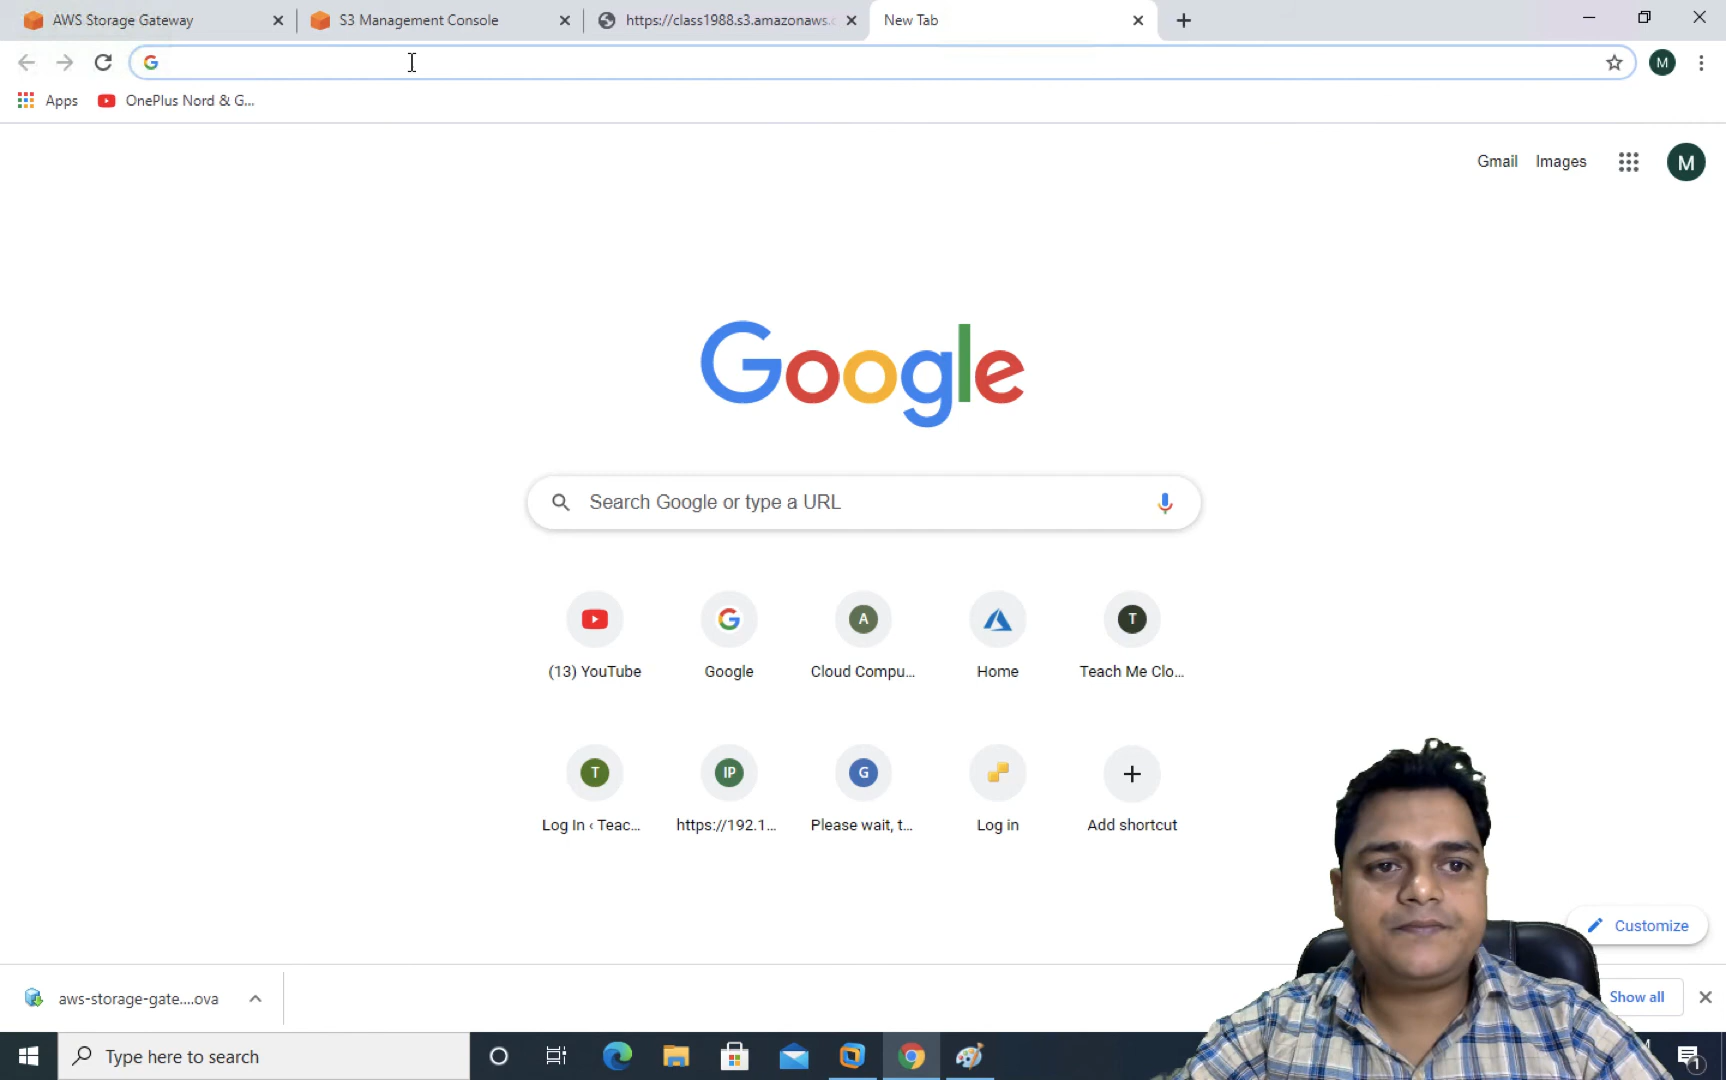 AWS Storage Gateway
S3 Management Console
https://class1988.s3.amazonaws.
New Tab
M
Apps
OnePlus Nord & G...
Gmail
Images
M
Google
Search Google or type a URL
(13) YouTube
Google
A
Cloud Compu...
Home
T
Teach Me Clo...
T
Log In ‹ Teac...
IP
https://192.1...
G
Please wait, t...
Log in
Add shortcut
Customize
aws-storage-gate....ova
Show all
Type here to search
1